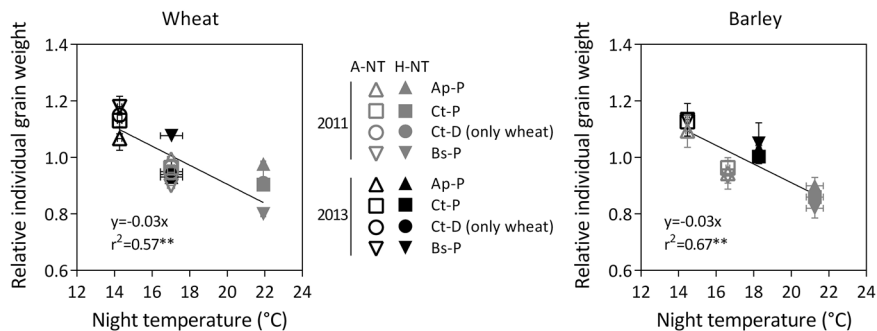 Wheat
Relative individual grain weight
1.4
1.2
1.0
0.8
0.6
y=-0.03x
r²=0.57**
12 14 16 18 20 22 24
Night temperature (°C)
A-NT H-NT
2011
Ap-P
Ct-P
Ct-D (only wheat)
Bs-P
2013
Ap-P
Ct-P
Ct-D (only wheat)
Bs-P
Barley
Relative individual grain weight
1.4
1.2
1.0
0.8
0.6
y=-0.03x
r²=0.67**
12 14 16 18 20 22 24
Night temperature (°C)